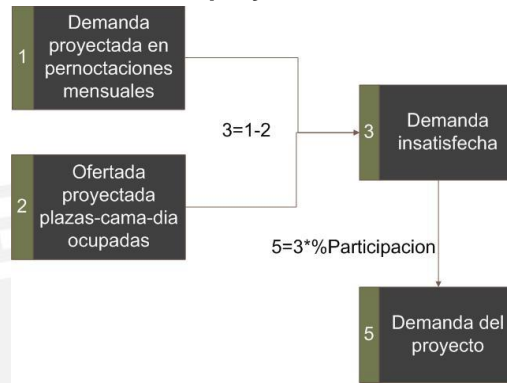 1
Demanda
proyectada en
pernoctaciones
mensuales
2
Ofertada
proyectada
plazas-cama-dia
ocupadas
3=1-2
3
Demanda
insatisfecha
5=3*%Participacion
5
Demanda del
proyecto